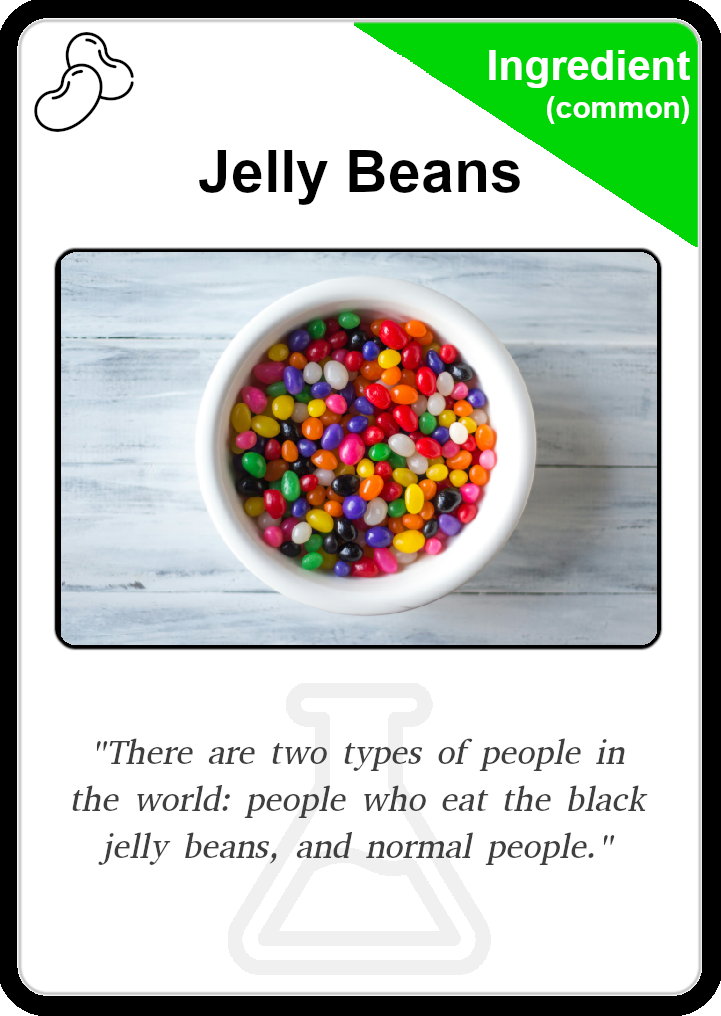 Ingredient
(common)
Jelly Beans
"There are two types of people in
the world: people who eat the black
jelly beans, and normal people."